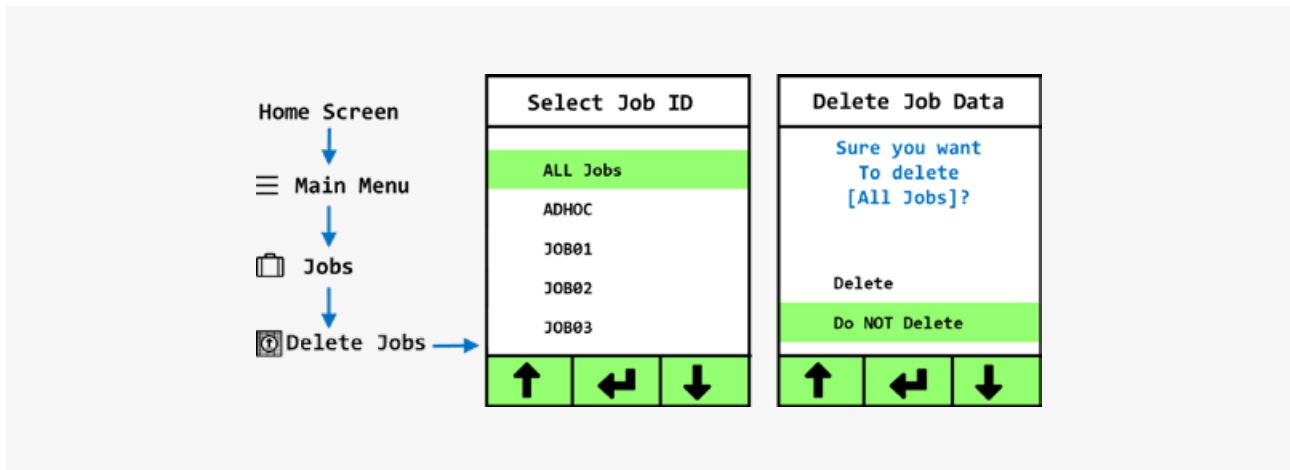 Home Screen
Main Menu
Jobs
Delete Jobs
Select Job ID
ALL Jobs
ADHOC
JOB01
JOB02
JOB03
Delete Job Data
Sure you want
To delete
[All Jobs]?
Delete
Do NOT Delete